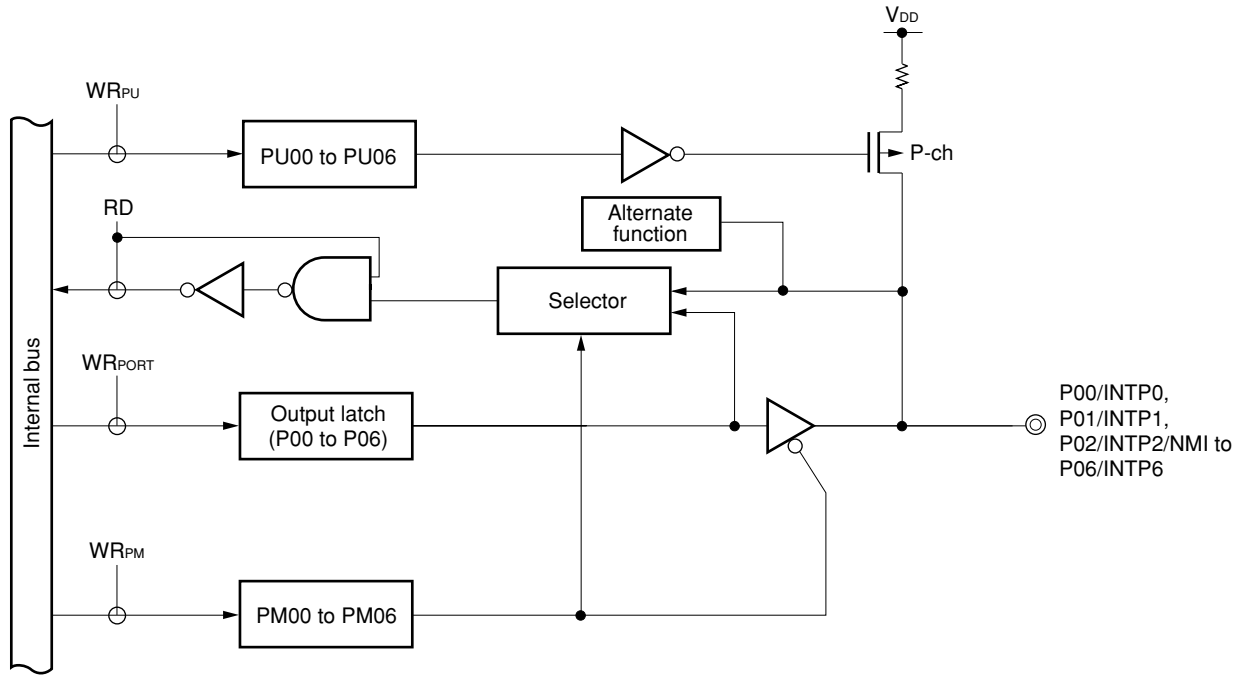 VDD
WRPU
PU00 to PU06
P-ch
RD
Alternate
function
Selector
WRPORT
Internal bus
Output latch
(P00 to P06)
P00/INTP0,
P01/INTP1,
P02/INTP2/NMI to
P06/INTP6
WRPM
PM00 to PM06